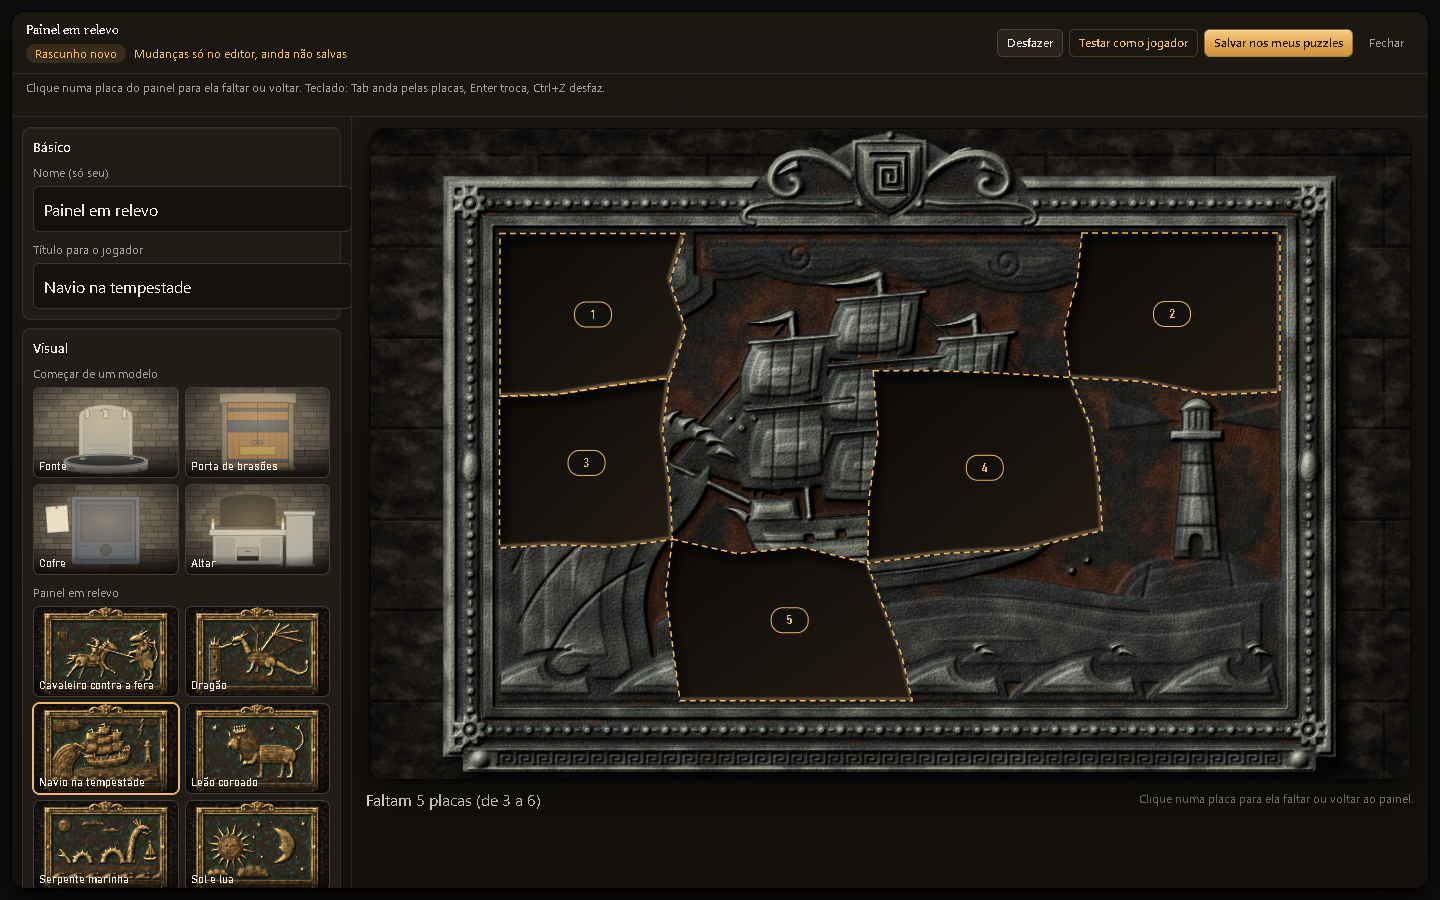 Painel em relevo
Rascunho novo Mudanças só no editor, ainda não salvas
Desfazer Testar como jogador Salvar nos meus puzzles Fechar
Clique numa placa do painel para ela faltar ou voltar. Teclado: Tab anda pelas placas, Enter troca, Ctrl+Z desfaz.
Básico
Nome (só seu)
Painel em relevo
Título para o jogador
Navio na tempestade
Visual
Começar de um modelo
Fonte
Porta de brasões
Cofre
Altar
Painel em relevo
Cavaleiro contra a fera
Dragão
Navio na tempestade
Leão coroado
Serpente marinha
Sol e lua
1
2
3
4
5
Faltam 5 placas (de 3 a 6)
Clique numa placa para ela faltar ou voltar ao painel.